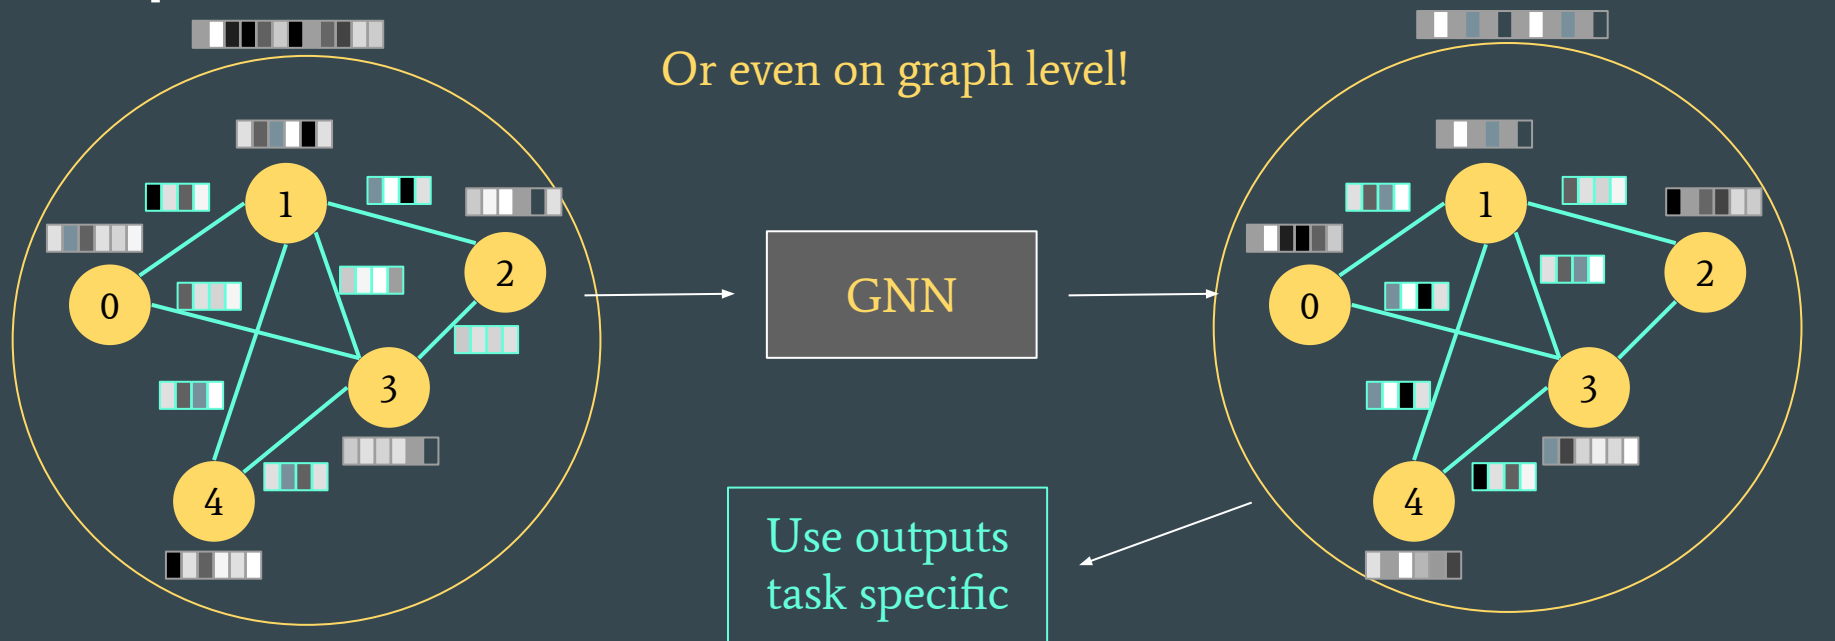 Or even on graph level!
1
2
0
3
4
GNN
1
2
0
3
4
Use outputs
task specific